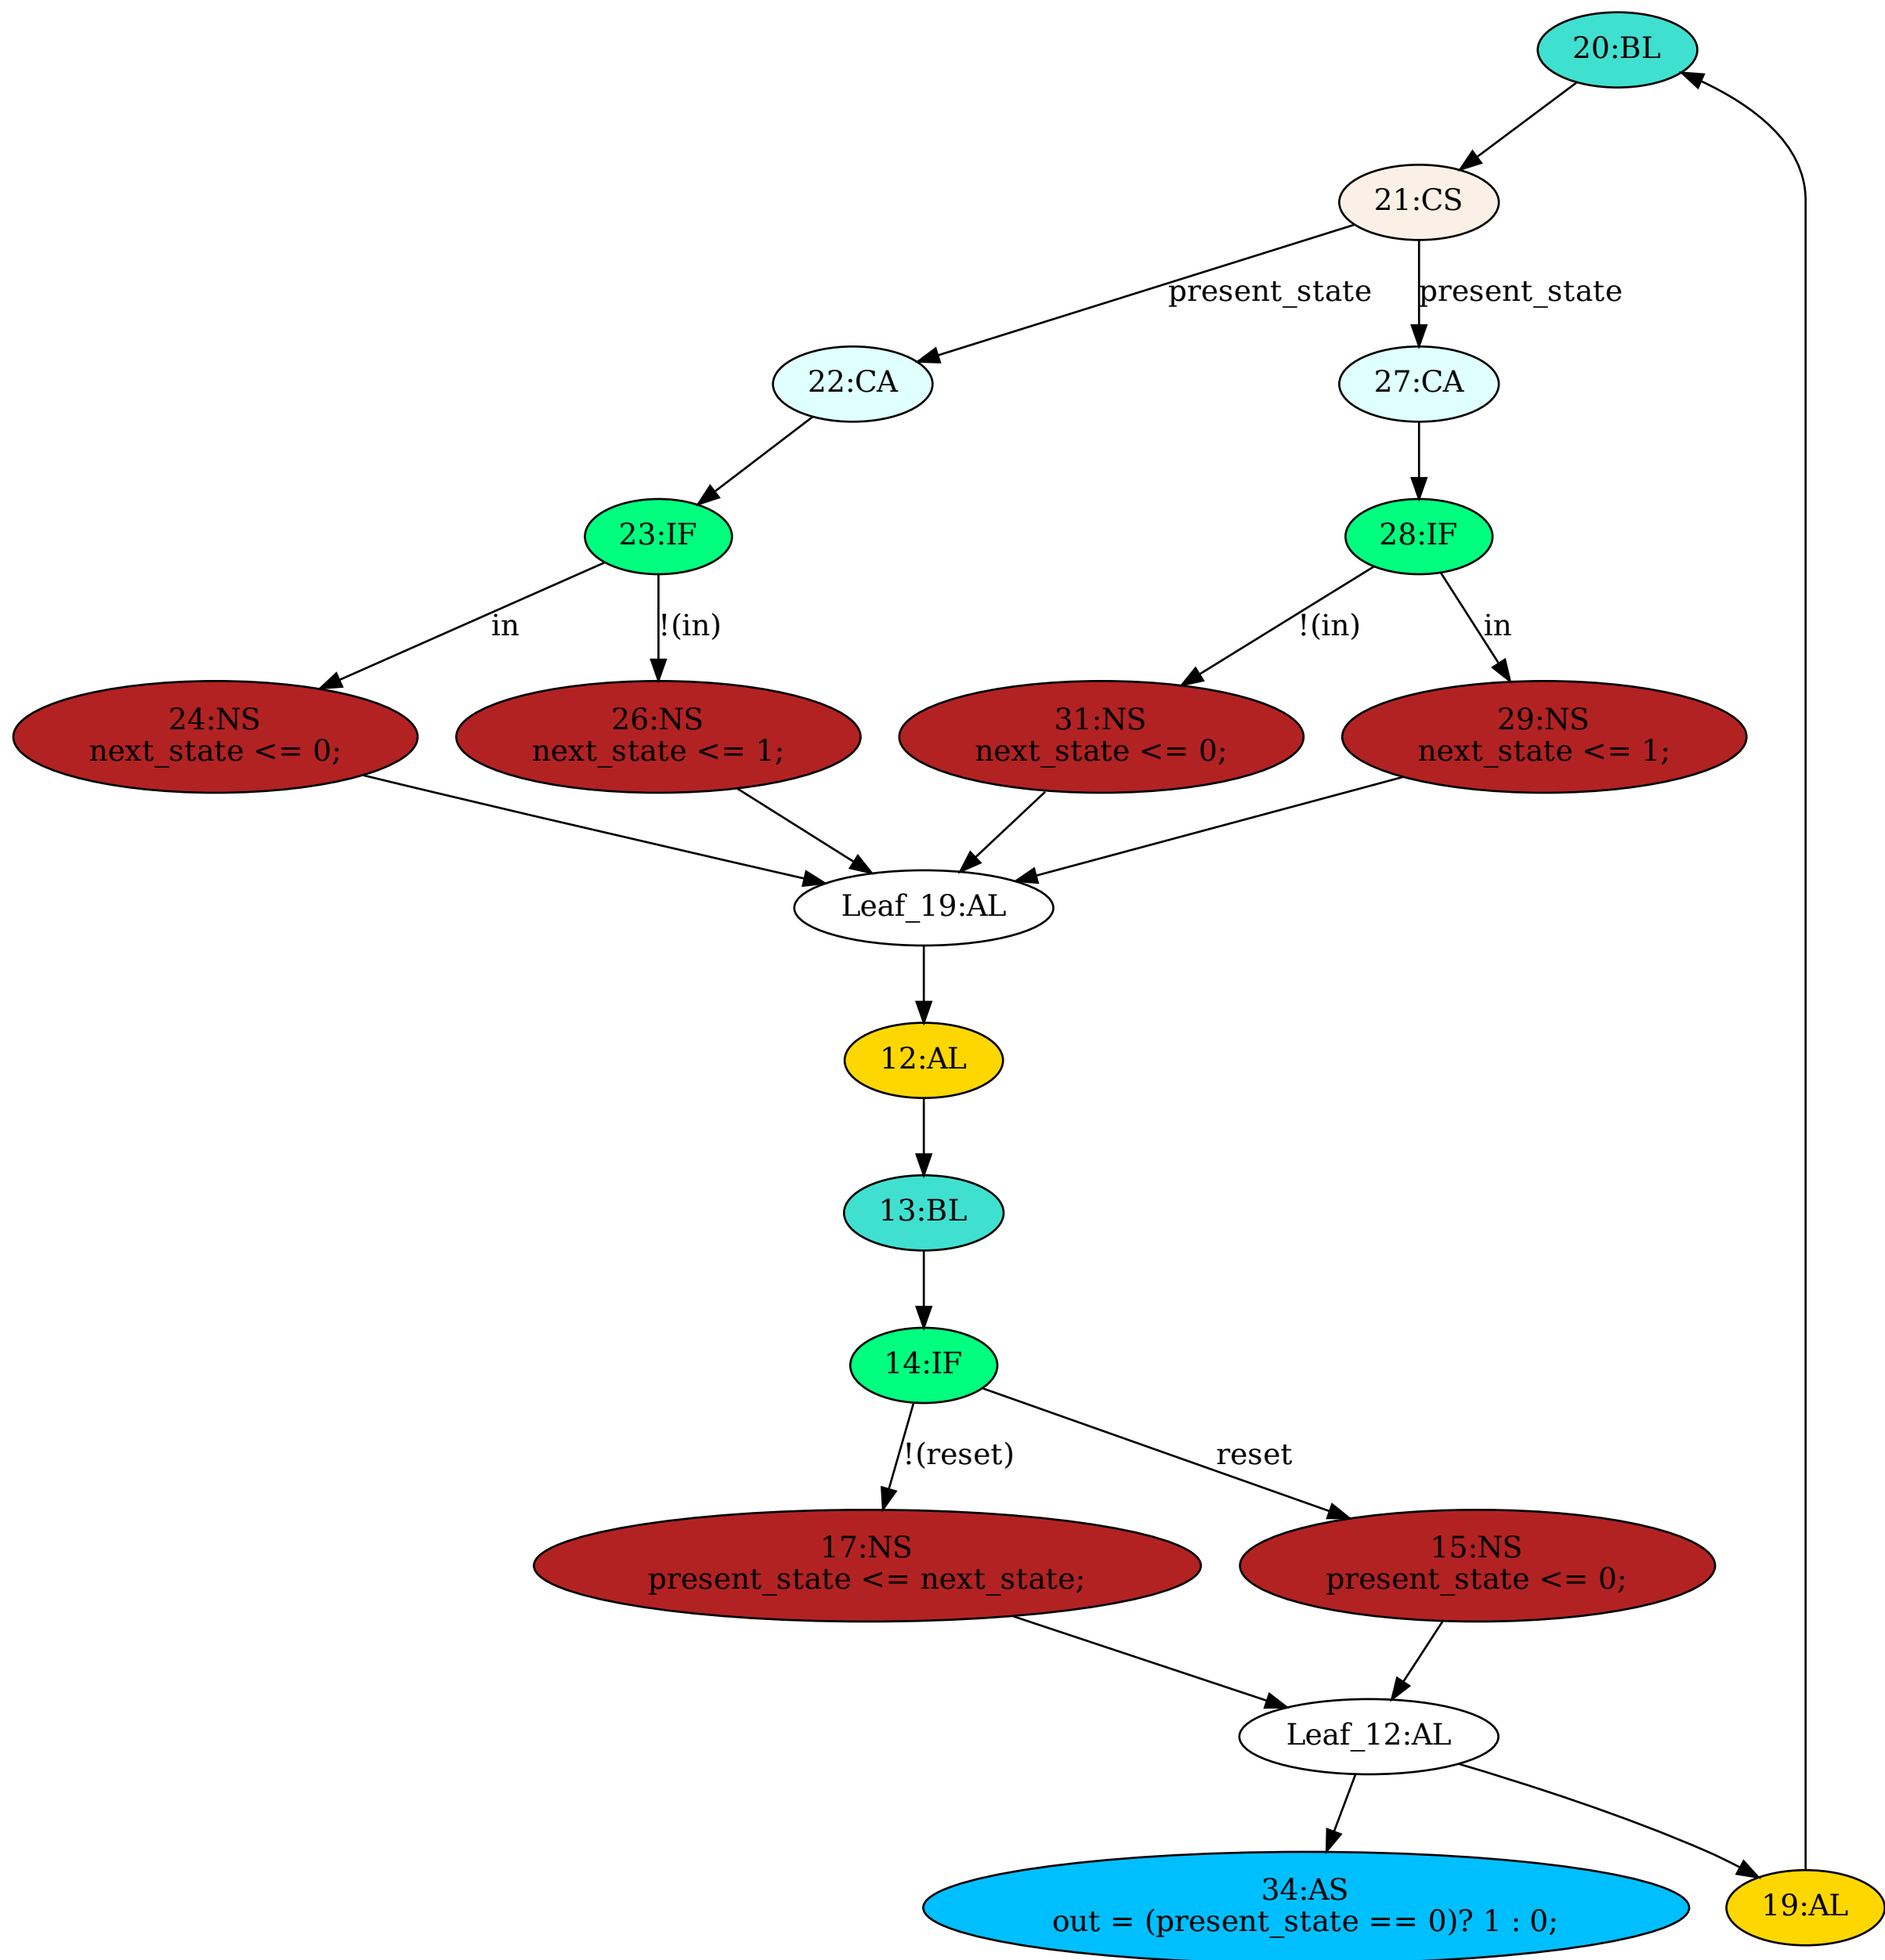 20:BL
21:CS
present_state
present_state
22:CA
27:CA
23:IF
28:IF
in
!(in)
!(in)
in
24:NS
next_state <= 0;
26:NS
next_state <= 1;
31:NS
next_state <= 0;
29:NS
next_state <= 1;
Leaf_19:AL
12:AL
13:BL
14:IF
!(reset)
reset
17:NS
present_state <= next_state;
15:NS
present_state <= 0;
Leaf_12:AL
34:AS
out = (present_state == 0)? 1 : 0;
19:AL